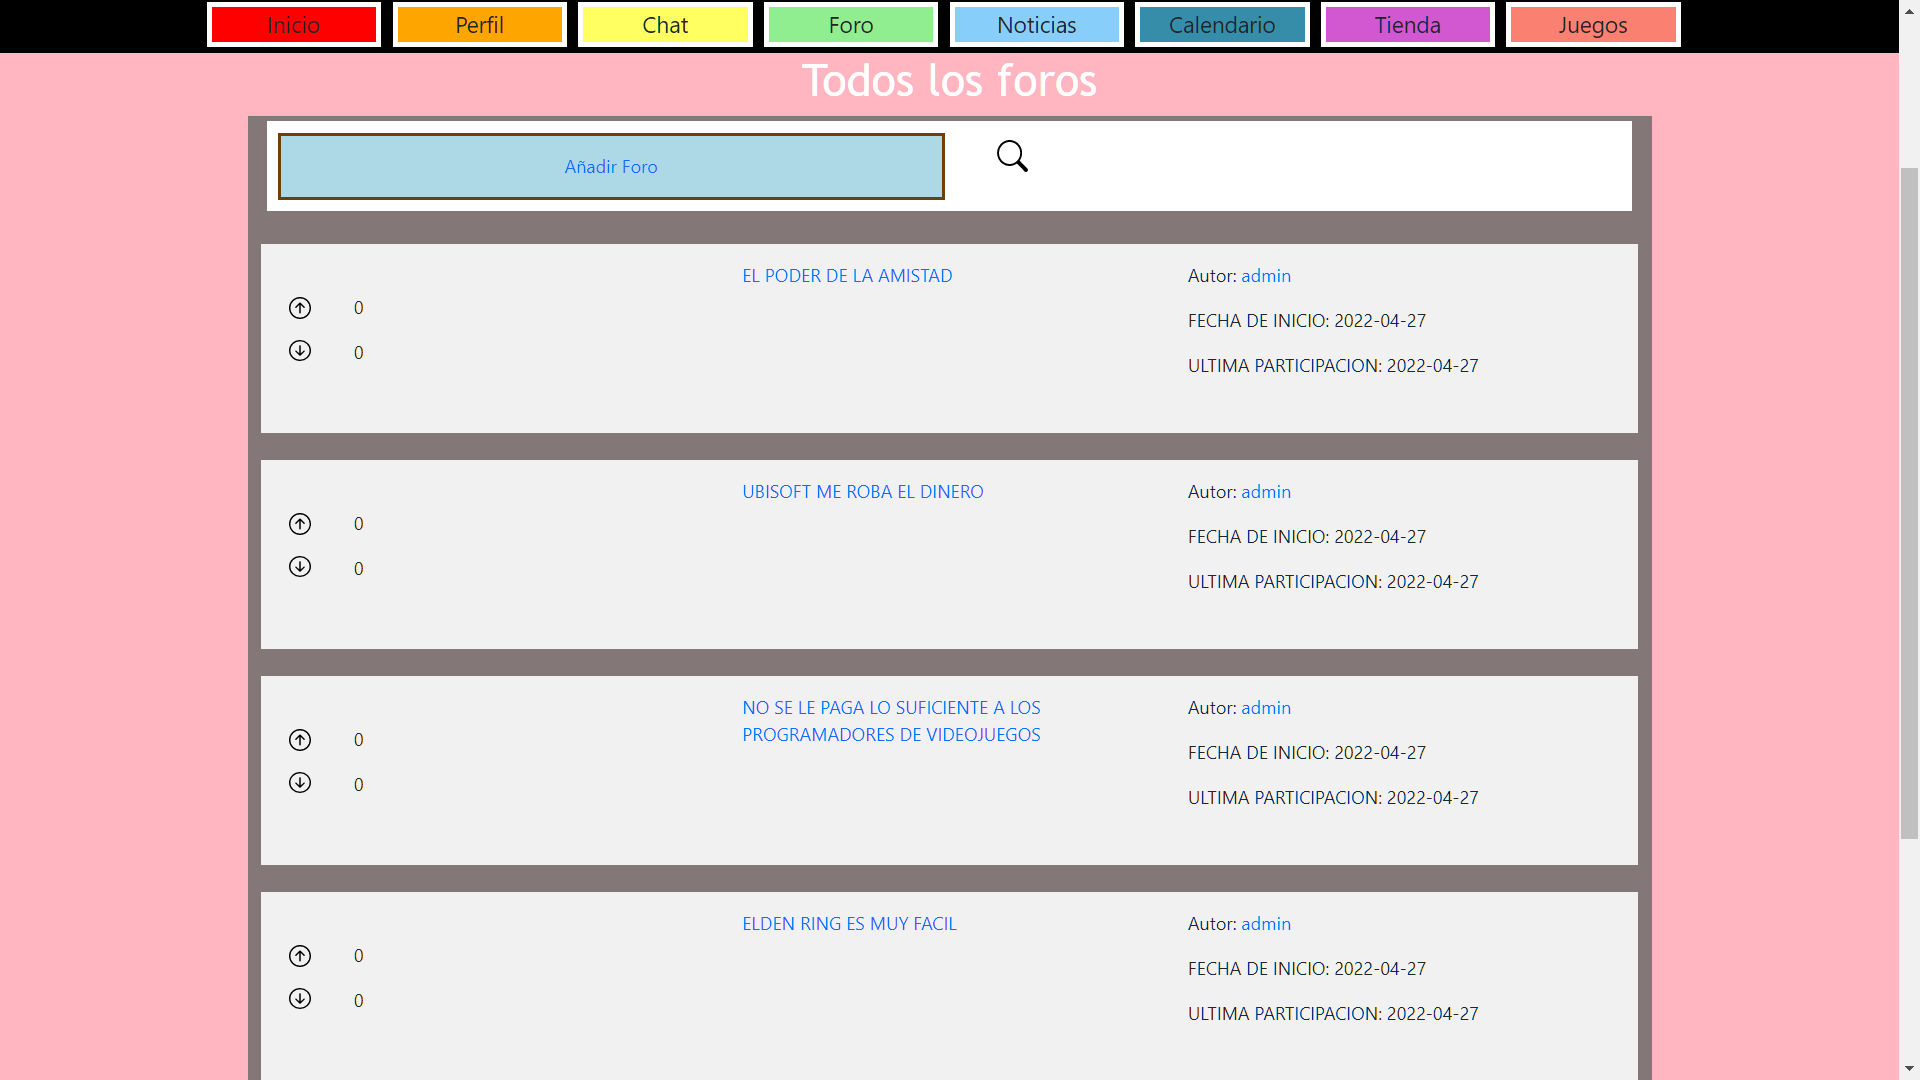 Inicio Perfil Chat Foro Noticias Calendario Tienda Juegos
Todos los foros
Añadir Foro
EL PODER DE LA AMISTAD
Autor: admin
0
FECHA DE INICIO: 2022-04-27
0
ULTIMA PARTICIPACION: 2022-04-27
UBISOFT ME ROBA EL DINERO
Autor: admin
0
FECHA DE INICIO: 2022-04-27
0
ULTIMA PARTICIPACION: 2022-04-27
NO SE LE PAGA LO SUFICIENTE A LOS
PROGRAMADORES DE VIDEOJUEGOS
Autor: admin
0
FECHA DE INICIO: 2022-04-27
0
ULTIMA PARTICIPACION: 2022-04-27
ELDEN RING ES MUY FACIL
Autor: admin
0
FECHA DE INICIO: 2022-04-27
0
ULTIMA PARTICIPACION: 2022-04-27